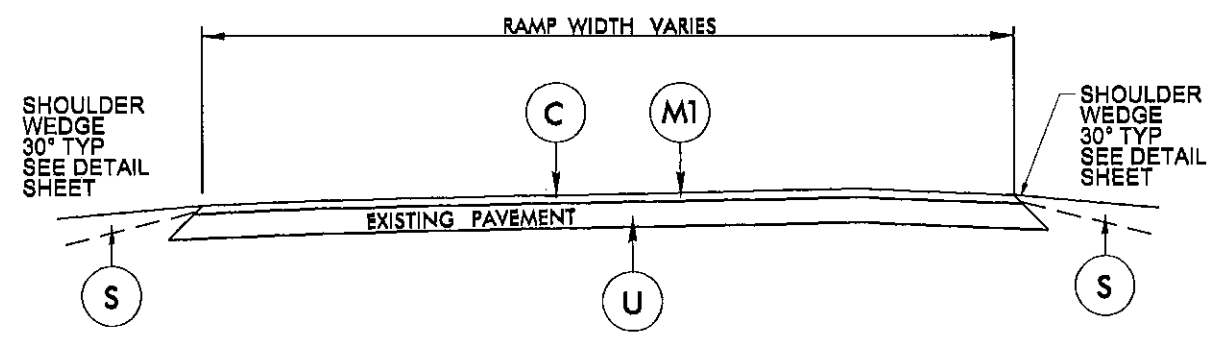 RAMP WIDTH VARIES
SHOULDER
WEDGE
30° TYP
SEE DETAIL
SHEET
C
M1
SHOULDER
WEDGE
30° TYP
SEE DETAIL
SHEET
EXISTING PAVEMENT
S
U
S